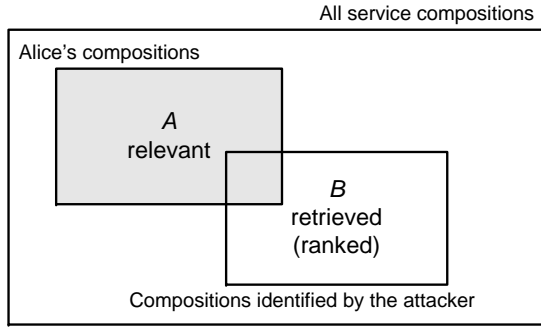 All service compositions
Alice's compositions
A
relevant
B
retrieved
(ranked)
Compositions identified by the attacker